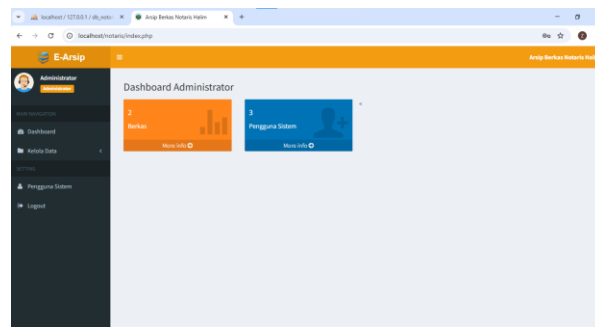 localhost / 127.0.0.1 / db_notar
Arsip Berkas Notaris Halim
localhost/notaris/index.php
E-Arsip
Arsip Berkas Notaris Hali
Administrator
Administrator
Dashboard Administrator
MAIN NAVIGATION
Dashboard
Kelola Data
SETTING
Pengguna Sistem
Logout
2
Berkas
More info
3
Pengguna Sistem
More info